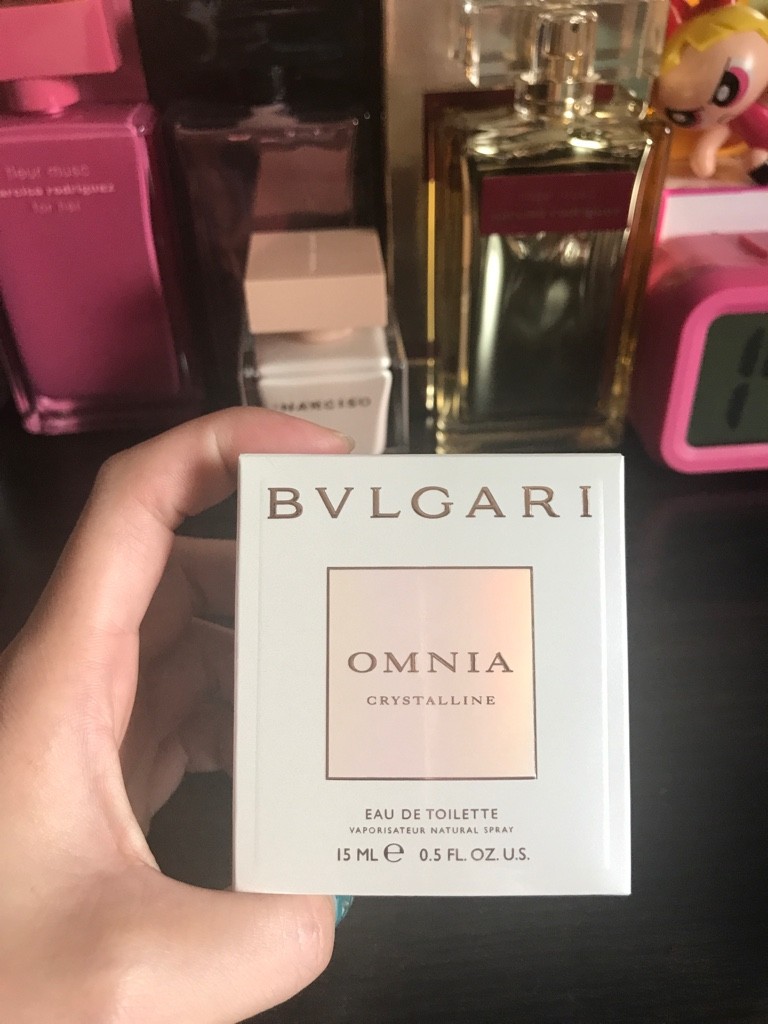 fleur musc
narciso rodriguez
for her
NARCISO
BVLGARI
OMNIA
CRYSTALLINE
EAU DE TOILETTE
VAPORISATEUR NATURAL SPRAY
15 ML ℮ 0.5 FL. OZ. U.S.